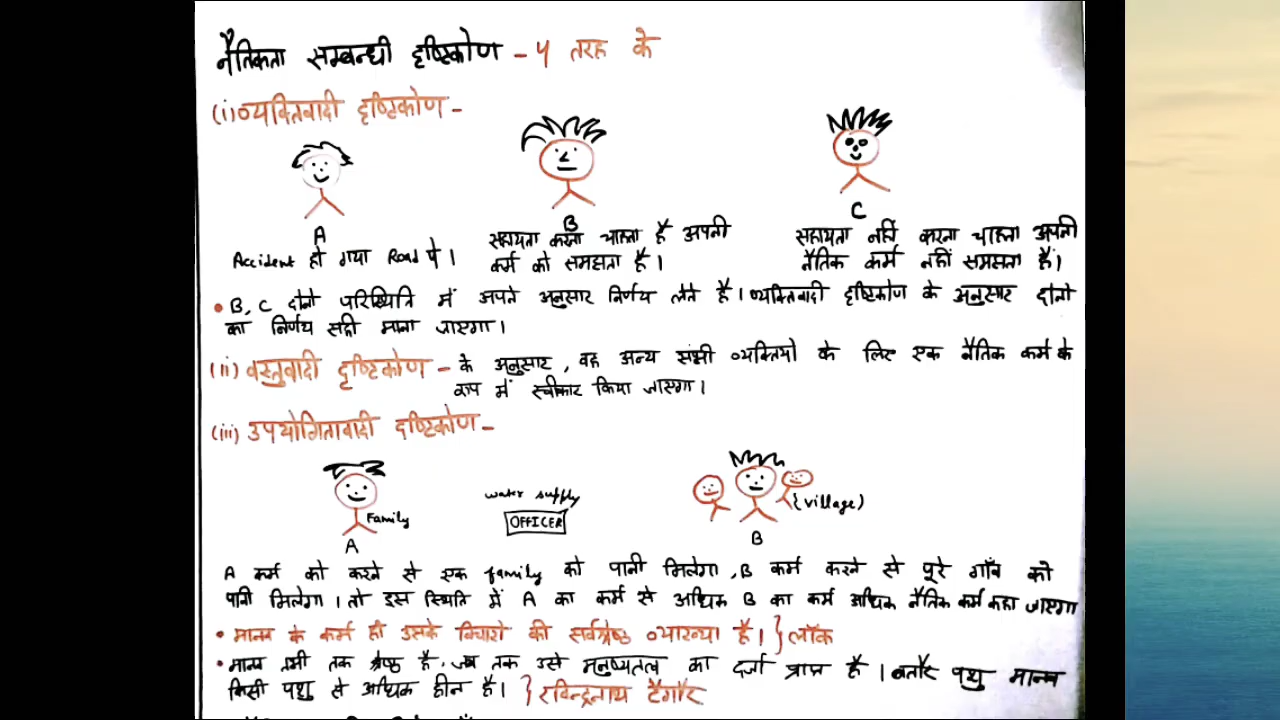 नैतिकता सम्बन्धी दृष्टिकोण - 4 तरह के
(i) व्यक्तिवादी दृष्टिकोण -
A
B
C
Accident हो गया Road पे।
सहायता करना चाहता है अपनी
कर्म को समझता है।
सहायता नहीं करना चाहता अपनी
नैतिक कर्म नहीं समझता है।
• B, C दोनो परिस्थिति में अपने अनुसार निर्णय लेते है। व्यक्तिवादी दृष्टिकोण के अनुसार दोनो
का निर्णय सही माना जाएगा।
(ii) वस्तुवादी दृष्टिकोण - के अनुसार, वह अन्य सभी व्यक्तियो के लिए एक नैतिक कर्म के
रूप में स्वीकार किया जाएगा।
(iii) उपयोगितावादी दृष्टिकोण -
Family
A
water supply
OFFICER
{village}
B
A कर्म को करने से एक family को पानी मिलेगा, B कर्म करने से पूरे गाँव को
पानी मिलेगा। तो इस स्थिति में A का कर्म से अधिक B का कर्म अधिक नैतिक कर्म कहा जाएगा
• मानव के कर्म ही उसके विचारो की सर्वश्रेष्ठ व्याख्या है। } लॉक
• मानव तभी तक श्रेष्ठ है, जब तक उसे मनुष्यतत्व का दर्जा प्राप्त है। बतौर पशु मानव
किसी पशु से अधिक हीन है। } रविन्द्रनाथ टैगोर